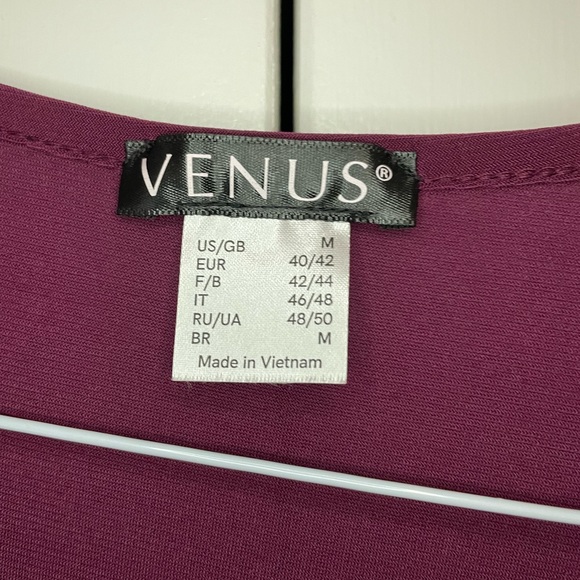 VENUS®
US/GB M
EUR 40/42
F/B 42/44
IT 46/48
RU/UA 48/50
BR M
Made in Vietnam